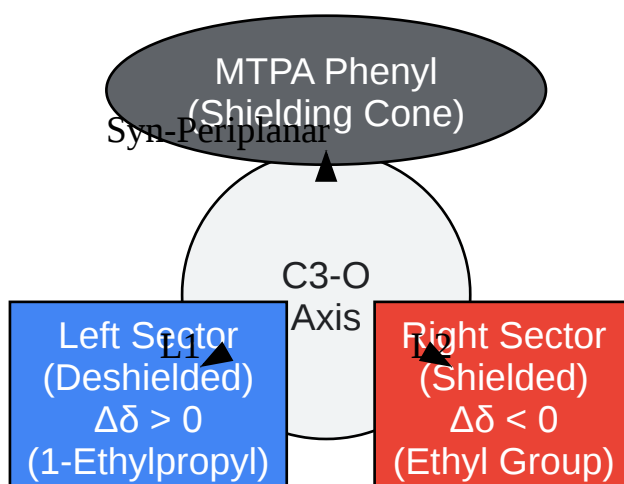 MTPA Phenyl
(Shielding Cone)
Syn-Periplanar
C3-O
Axis
Left Sector
(Deshielded)
Δδ > 0
(1-Ethylpropyl)
L1
Right Sector
(Shielded)
Δδ < 0
(Ethyl Group)
L2